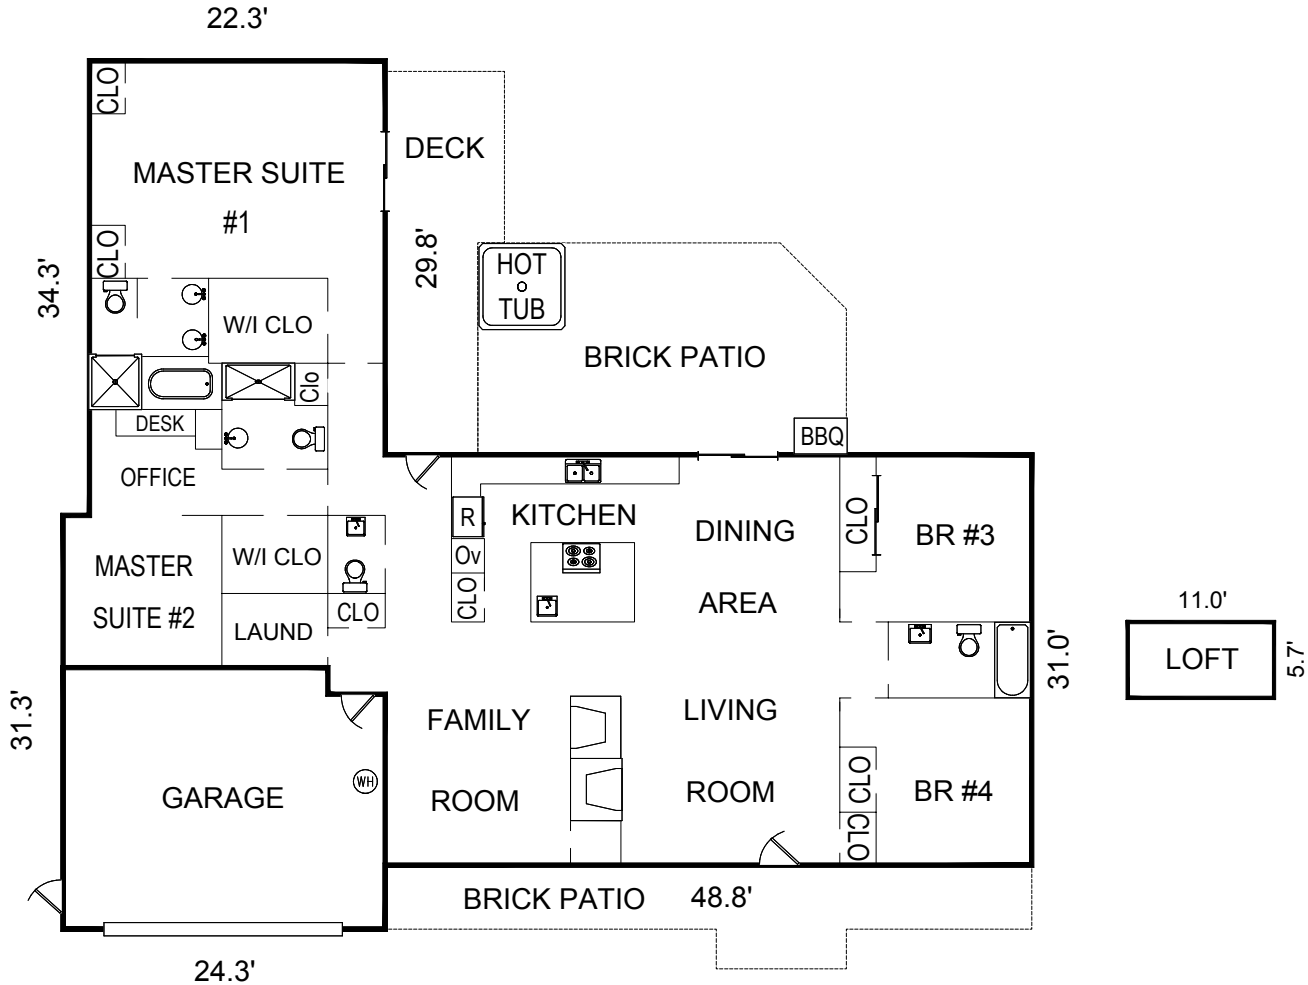 22.3'
CLO
DECK
MASTER SUITE
#1
CLO
29.8'
HOT
TUB
34.3'
W/I CLO
BRICK PATIO
Clo
DESK
BBQ
OFFICE
R
KITCHEN
DINING
CLO
BR #3
Ov
W/I CLO
MASTER
SUITE #2
CLO
AREA
11.0'
CLO
LAUND
31.0'
LOFT
5.7'
31.3'
FAMILY
ROOM
LIVING
ROOM
WH
GARAGE
CLO
BR #4
CLO
BRICK PATIO
48.8'
24.3'